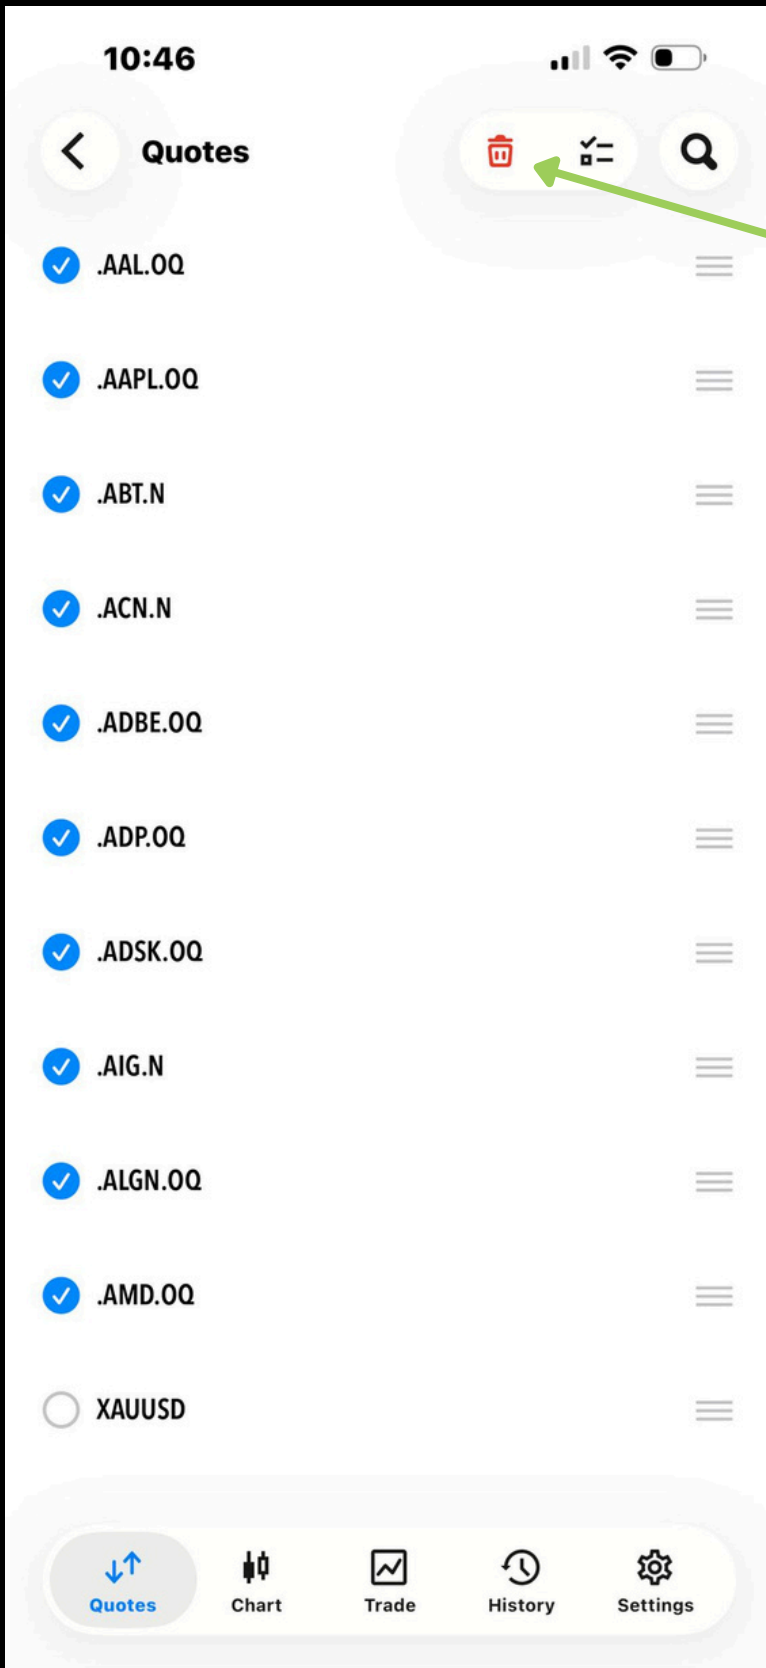 10:46
Quotes
.AAL.OQ
.AAPL.OQ
.ABT.N
.ACN.N
.ADBE.OQ
.ADP.OQ
.ADSK.OQ
.AIG.N
.ALGN.OQ
.AMD.OQ
XAUUSD
Quotes Chart Trade History Settings